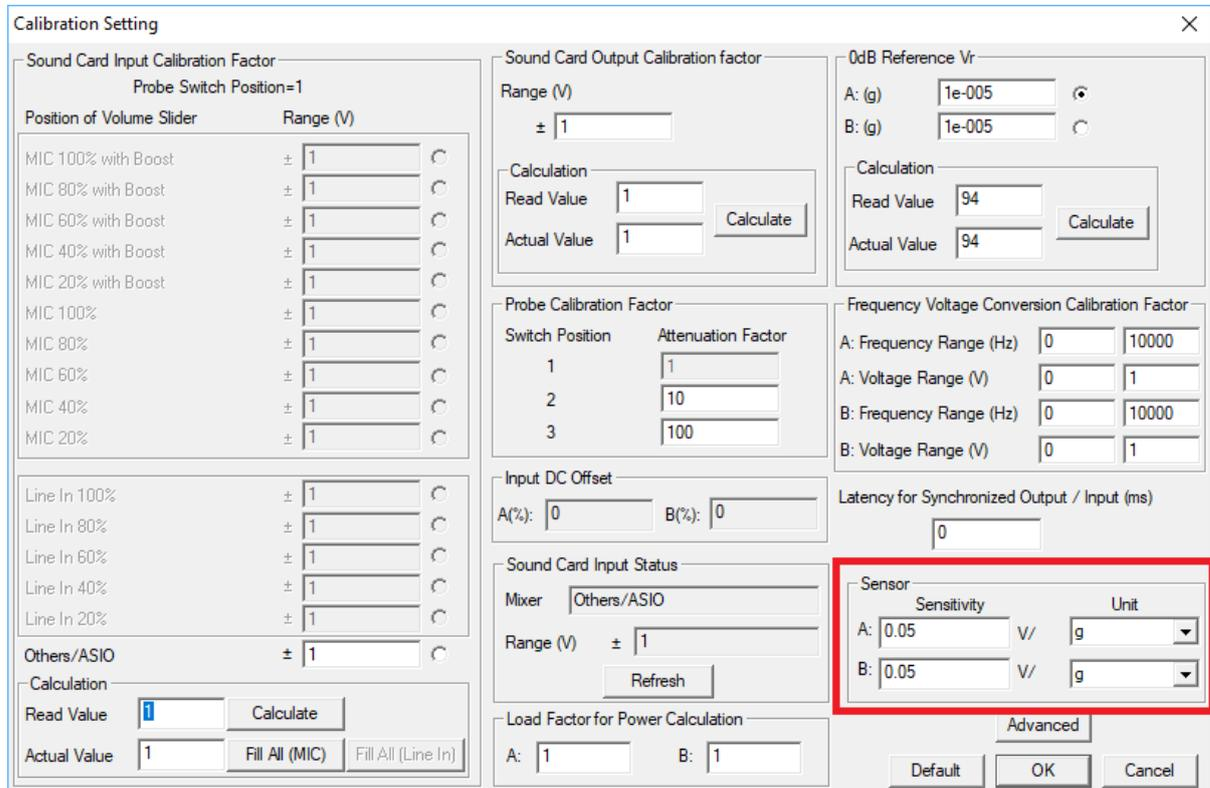 Calibration Setting
Sound Card Input Calibration Factor
Probe Switch Position=1
Position of Volume Slider Range (V)
MIC 100% with Boost ± 1
MIC 80% with Boost ± 1
MIC 60% with Boost ± 1
MIC 40% with Boost ± 1
MIC 20% with Boost ± 1
MIC 100% ± 1
MIC 80% ± 1
MIC 60% ± 1
MIC 40% ± 1
MIC 20% ± 1
Line In 100% ± 1
Line In 80% ± 1
Line In 60% ± 1
Line In 40% ± 1
Line In 20% ± 1
Others/ASIO ± 1
Calculation
Read Value 1 Calculate
Actual Value 1 Fill All (MIC) Fill All (Line In)
Sound Card Output Calibration factor
Range (V)
± 1
Calculation
Read Value 1
Calculate
Actual Value 1
Probe Calibration Factor
Switch Position Attenuation Factor
1 1
2 10
3 100
Input DC Offset
A(%): 0 B(%): 0
Sound Card Input Status
Mixer Others/ASIO
Range (V) ± 1
Refresh
Load Factor for Power Calculation
A: 1 B: 1
0dB Reference Vr
A: (g) 1e-005
B: (g) 1e-005
Calculation
Read Value 94
Calculate
Actual Value 94
Frequency Voltage Conversion Calibration Factor
A: Frequency Range (Hz) 0 10000
A: Voltage Range (V) 0 1
B: Frequency Range (Hz) 0 10000
B: Voltage Range (V) 0 1
Latency for Synchronized Output / Input (ms)
0
Sensor
Sensitivity Unit
A: 0.05 V/ g
B: 0.05 V/ g
Advanced
Default OK Cancel